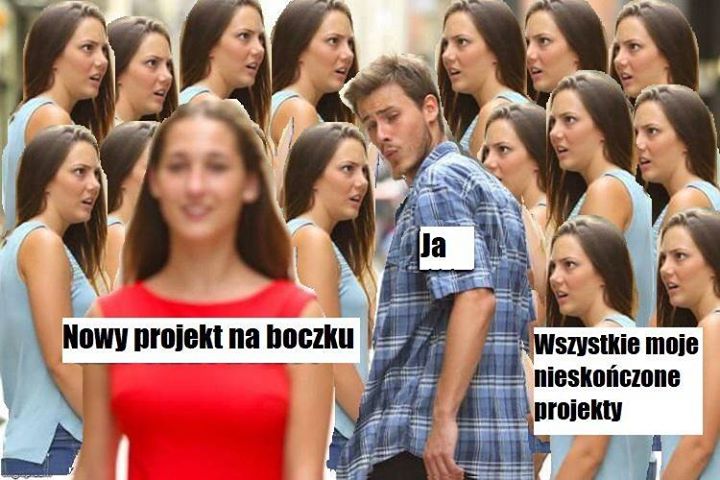 Ja
Nowy projekt na boczku
Wszystkie moje
nieskończone
projekty